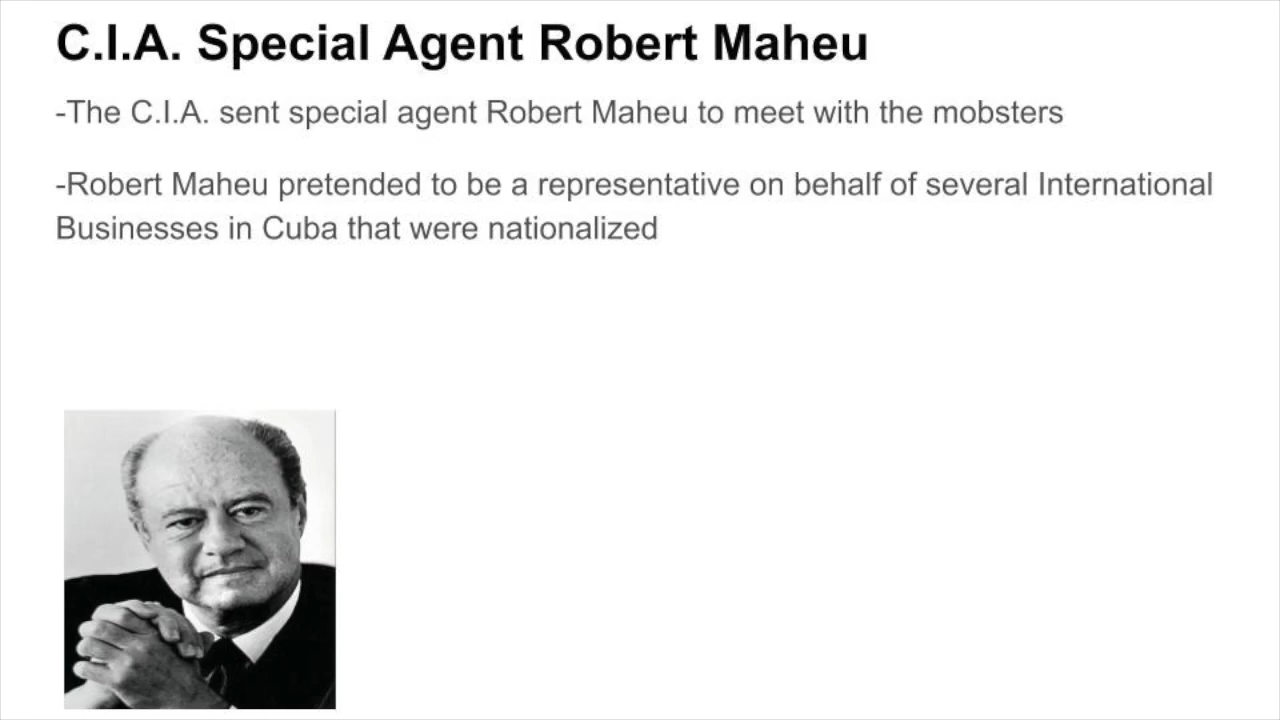 C.I.A. Special Agent Robert Maheu
-The C.I.A. sent special agent Robert Maheu to meet with the mobsters
-Robert Maheu pretended to be a representative on behalf of several International
Businesses in Cuba that were nationalized